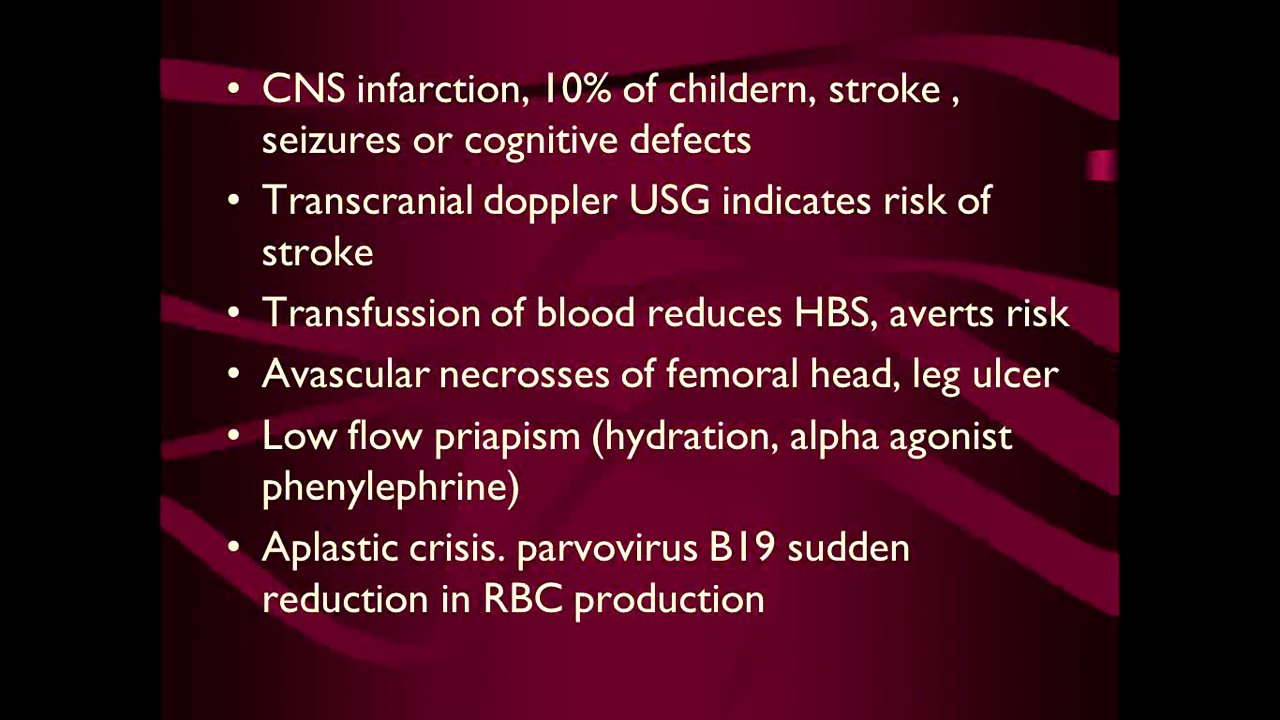 • CNS infarction, 10% of childern, stroke ,
seizures or cognitive defects
• Transcranial doppler USG indicates risk of
stroke
• Transfussion of blood reduces HBS, averts risk
• Avascular necrosses of femoral head, leg ulcer
• Low flow priapism (hydration, alpha agonist
phenylephrine)
• Aplastic crisis. parvovirus B19 sudden
reduction in RBC production